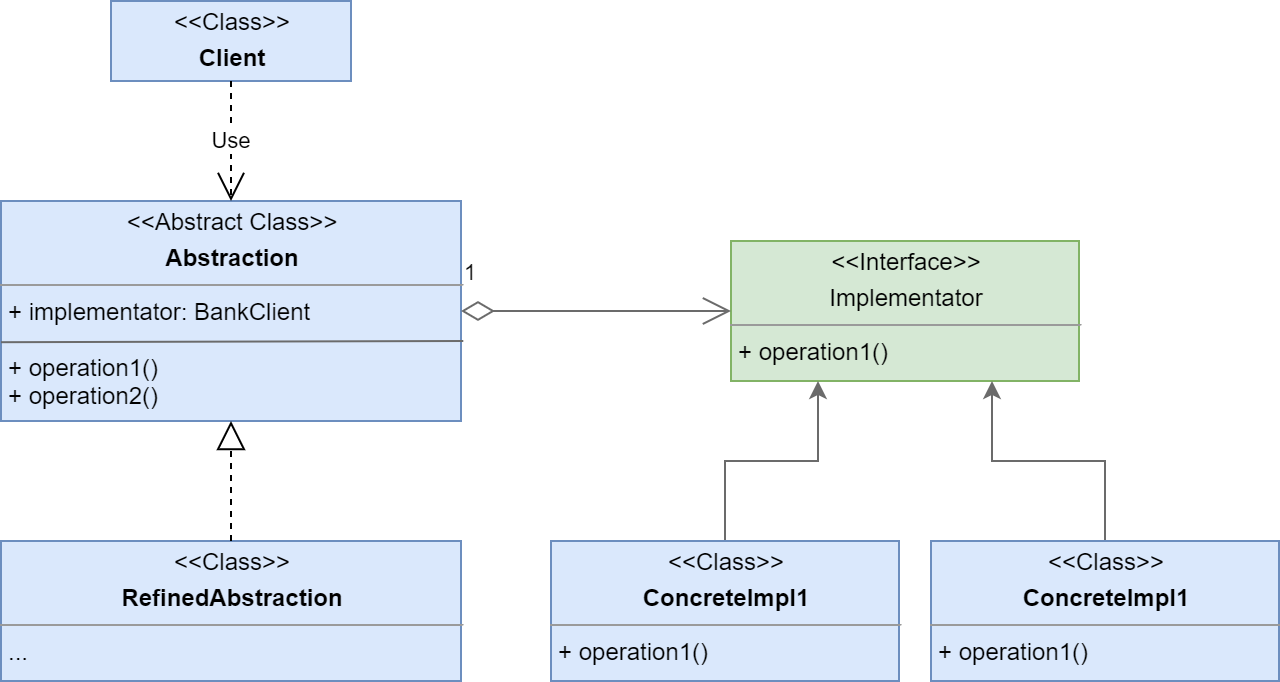 <<Class>>
Client
Use
<<Abstract Class>>
Abstraction
+ implementator: BankClient
+ operation1()
+ operation2()
1
<<Interface>>
Implementator
+ operation1()
<<Class>>
RefinedAbstraction
...
<<Class>>
ConcreteImpl1
+ operation1()
<<Class>>
ConcreteImpl1
+ operation1()